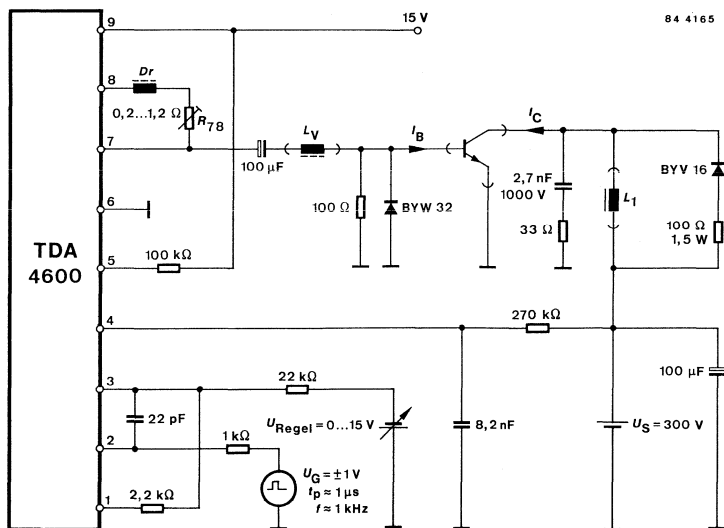 9
15 V
84 4165
8
Dr
0,2...1,2 Ω
R78
7
LV
IB
IC
100 μF
100 Ω
BYW 32
2,7 nF
1000 V
33 Ω
L1
BYV 16
100 Ω
1,5 W
6
TDA
4600
5
100 kΩ
4
270 kΩ
3
22 kΩ
100 μF
22 pF
URegel = 0...15 V
8,2 nF
US = 300 V
2
1 kΩ
UG = ± 1 V
tp ≈ 1 μs
f ≈ 1 kHz
1
2,2 kΩ